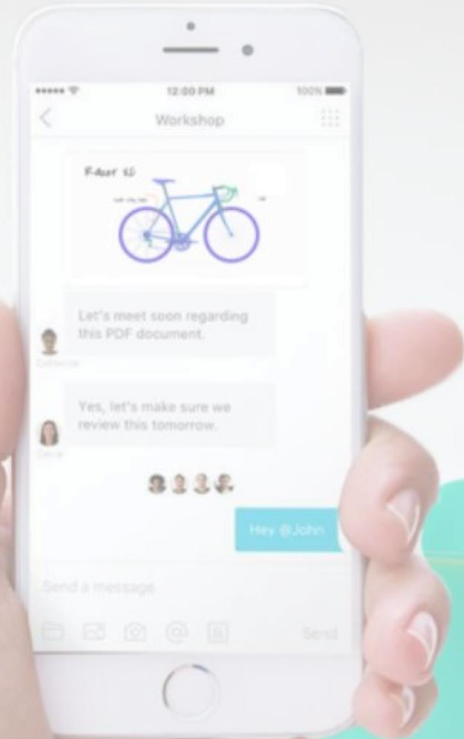 12:00 PM
100%
Workshop
Let's meet soon regarding
this PDF document.
Yes, let's make sure we
review this tomorrow.
Hey @John
Send a message
Send